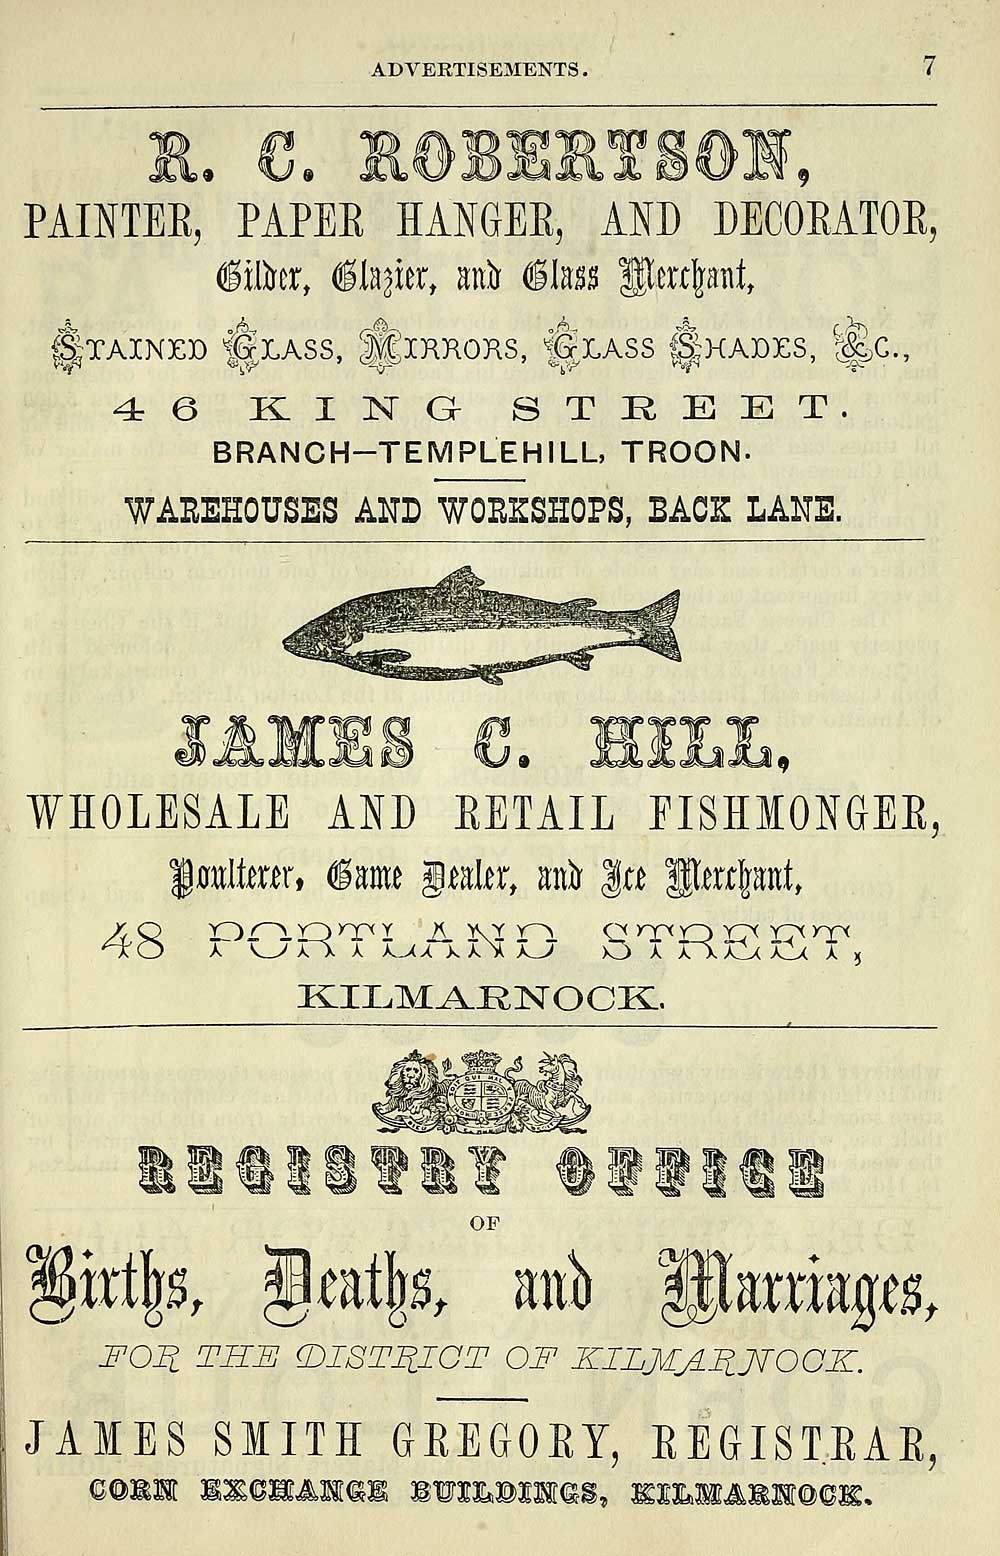 ADVERTISEMENTS. 7
R. C. ROBERTSON,
PAINTER, PAPER HANGER, AND DECORATOR,
Gilder, Glazier, and Glass Merchant,
STAINED GLASS, MIRRORS, GLASS SHADES, &C.,
46 KING STREET.
BRANCH—TEMPLEHILL, TROON.
WAREHOUSES AND WORKSHOPS, BACK LANE.
JAMES C. HILL,
WHOLESALE AND RETAIL FISHMONGER,
Poulterer, Game Dealer, and Ice Merchant,
48 PORTLAND STREET,
KILMARNOCK.
REGISTRY OFFICE
OF
Births, Deaths, and Marriages,
FOR THE DISTRICT OF KILMARNOCK.
JAMES SMITH GREGORY, REGISTRAR,
CORN EXCHANGE BUILDINGS, KILMARNOCK.